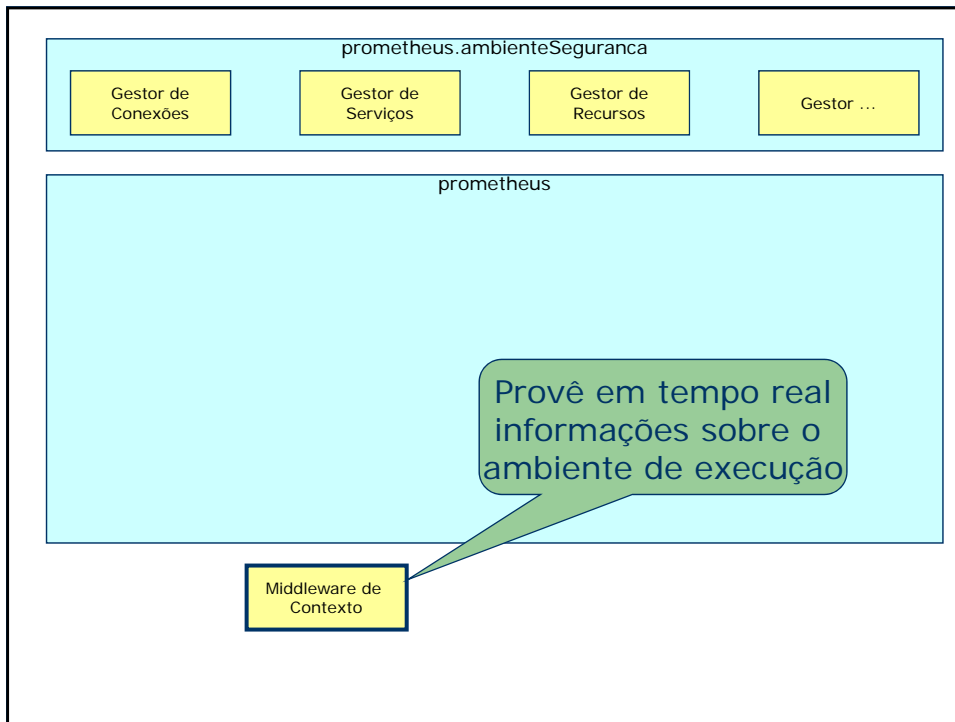 prometheus.ambienteSeguranca
Gestor de
Conexões
Gestor de
Serviços
Gestor de
Recursos
Gestor ...
prometheus
Provê em tempo real
informações sobre o
ambiente de execução
Middleware de
Contexto